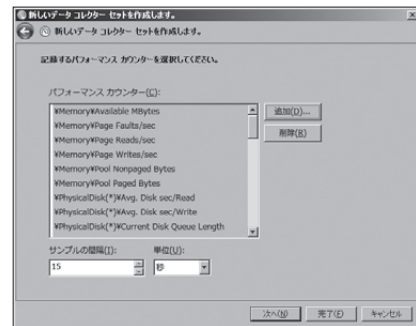 新しいデータ コレクター セットを作成します。
新しいデータ コレクター セットを作成します。
記録するパフォーマンス カウンターを選択してください。
パフォーマンス カウンター(C):
¥Memory¥Available MBytes
¥Memory¥Page Faults/sec
¥Memory¥Page Reads/sec
¥Memory¥Page Writes/sec
¥Memory¥Pool Nonpaged Bytes
¥Memory¥Pool Paged Bytes
¥PhysicalDisk(*)¥Avg. Disk sec/Read
¥PhysicalDisk(*)¥Avg. Disk sec/Write
¥PhysicalDisk(*)¥Current Disk Queue Length
追加(D)...
削除(R)
サンプルの間隔(I):
単位(U):
15
秒
次へ(N)
完了(F)
キャンセル